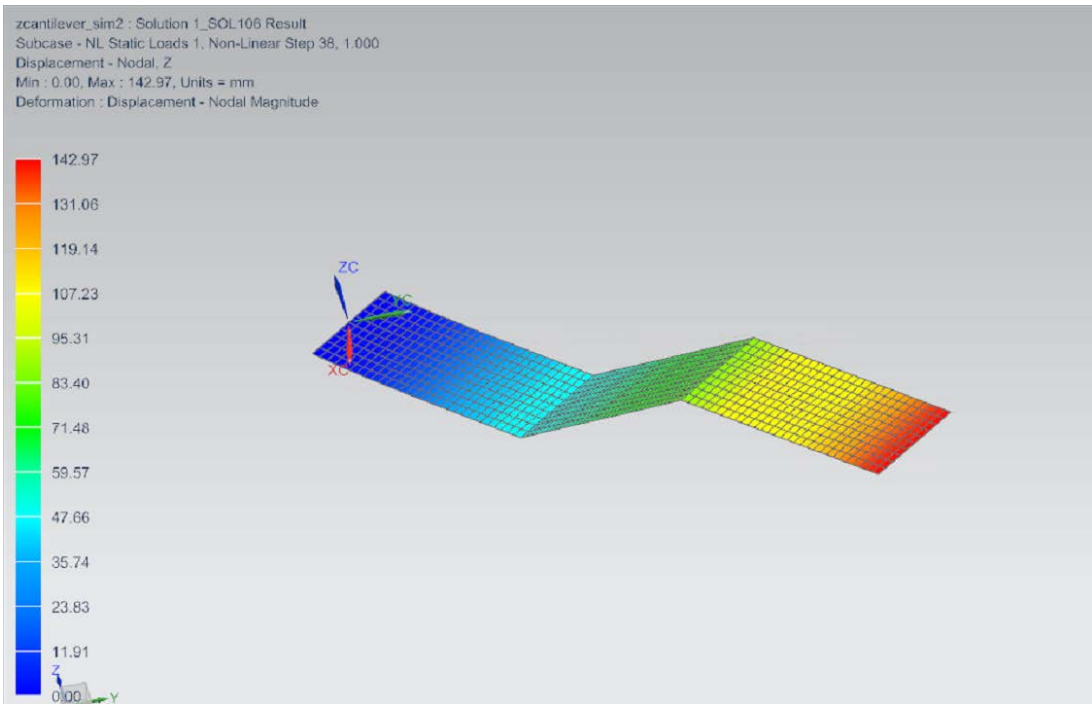 zcantilever_sim2 : Solution 1_SOL106 Result
Subcase - NL Static Loads 1, Non-Linear Step 38, 1.000
Displacement - Nodal, Z
Min : 0.00, Max : 142.97, Units = mm
Deformation : Displacement - Nodal Magnitude
142.97
131.06
119.14
107.23
95.31
83.40
71.48
59.57
47.66
35.74
23.83
11.91
0.00
ZC
YC
XC
Z
Y